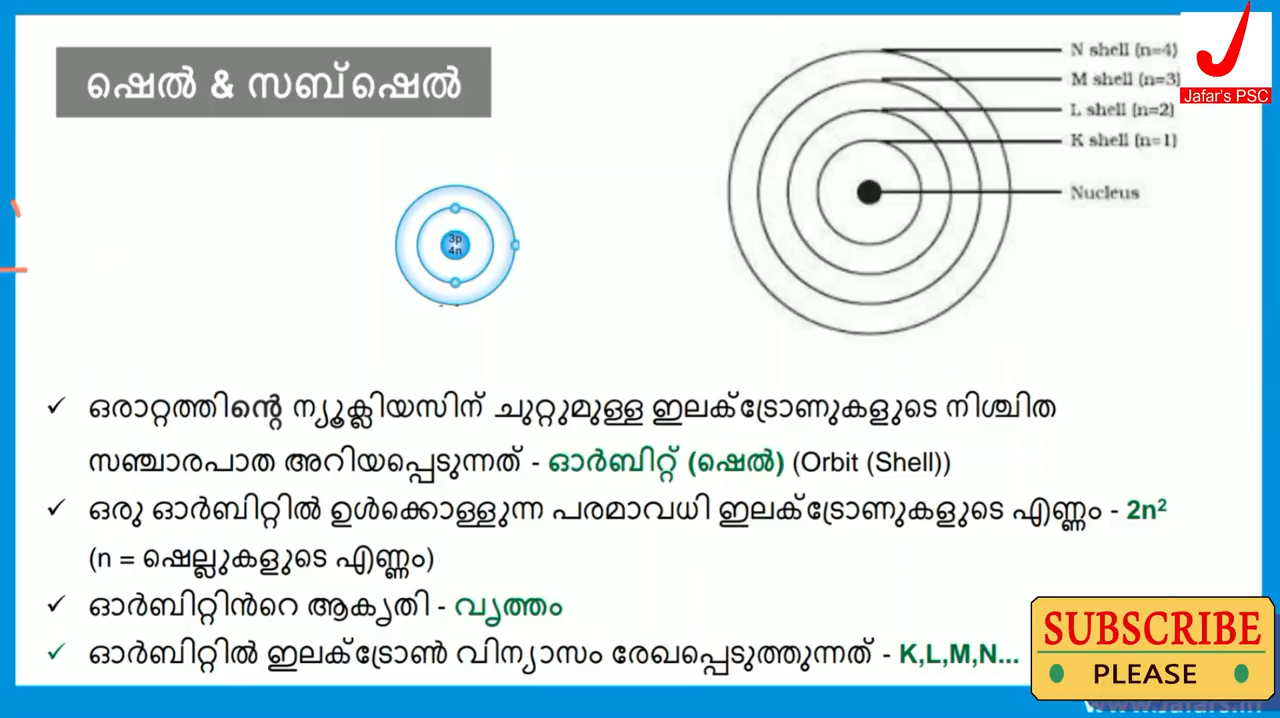 ഷെൽ & സബ്ഷെൽ
N shell (n=4)
M shell (n=3)
L shell (n=2)
K shell (n=1)
Nucleus
Jafar's PSC
3p
4n
✓ ഒരാറ്റത്തിന്റെ ന്യൂക്ലിയസിന് ചുറ്റുമുള്ള ഇലക്ട്രോണുകളുടെ നിശ്ചിത
സഞ്ചാരപാത അറിയപ്പെടുന്നത് - ഓർബിറ്റ് (ഷെൽ) (Orbit (Shell))
✓ ഒരു ഓർബിറ്റിൽ ഉൾക്കൊള്ളുന്ന പരമാവധി ഇലക്ട്രോണുകളുടെ എണ്ണം - 2n²
(n = ഷെല്ലുകളുടെ എണ്ണം)
✓ ഓർബിറ്റിൻറെ ആകൃതി - വൃത്തം
✓ ഓർബിറ്റിൽ ഇലക്ട്രോൺ വിന്യാസം രേഖപ്പെടുത്തുന്നത് - K,L,M,N...
SUBSCRIBE
PLEASE